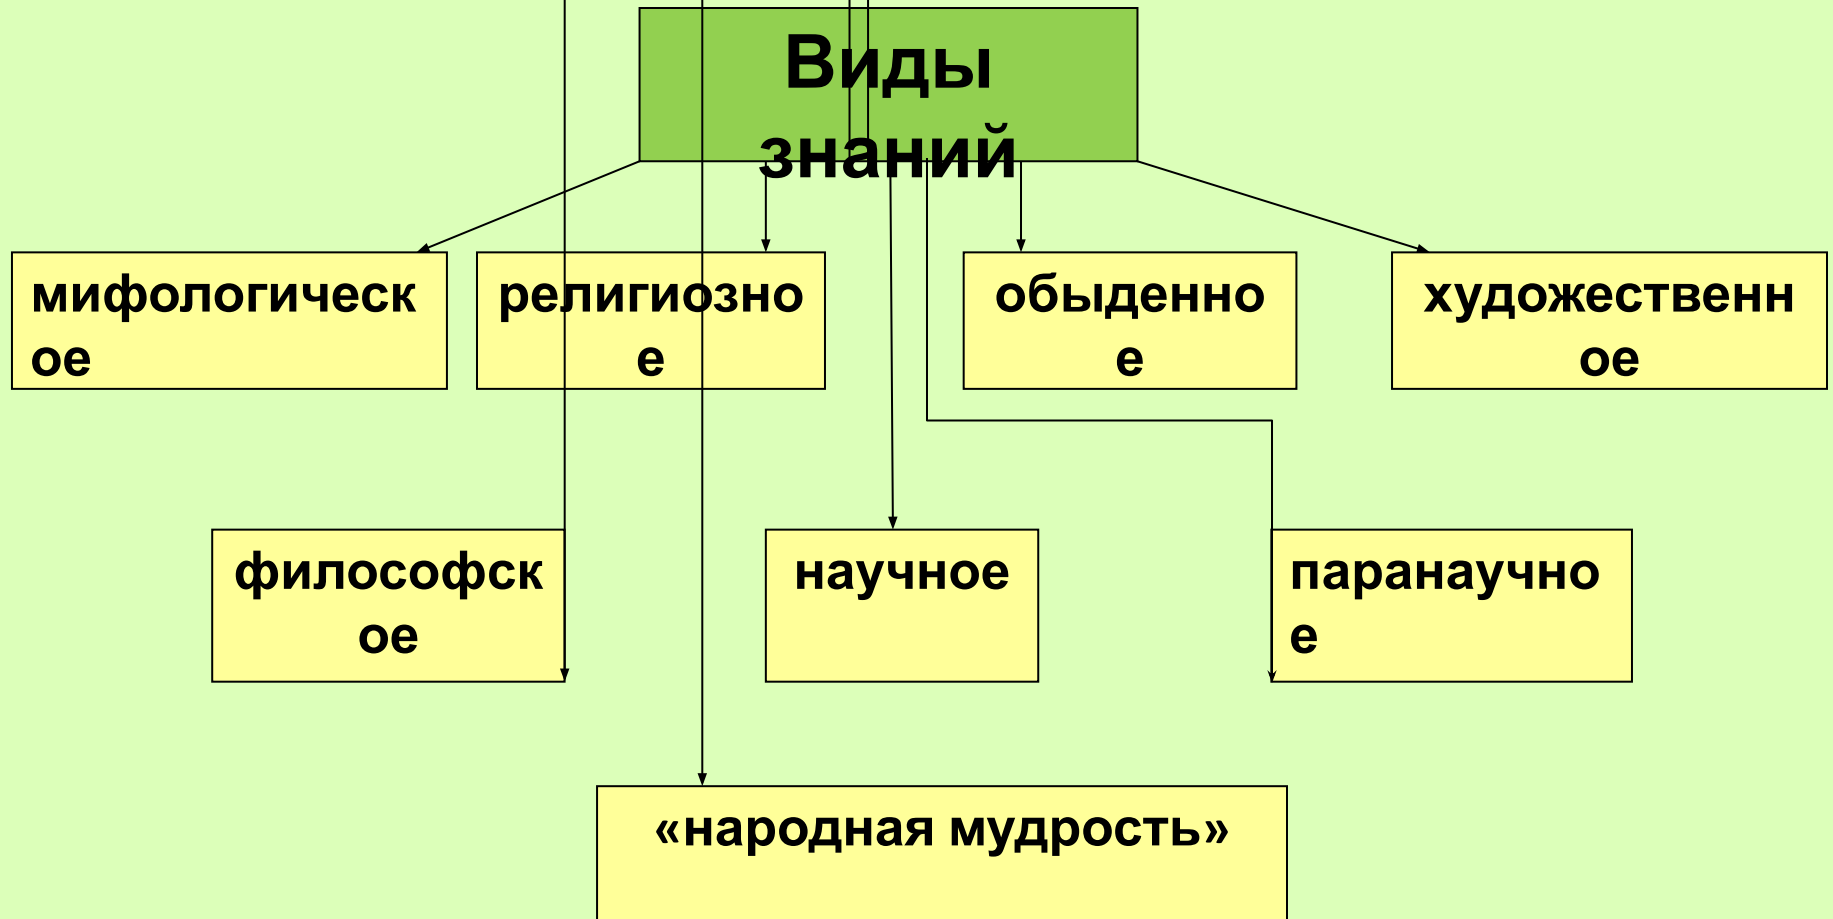 Виды
знаний
мифологическ
ое
религиозно
е
обыденно
е
художественн
ое
философск
ое
научное
паранаучно
е
«народная мудрость»